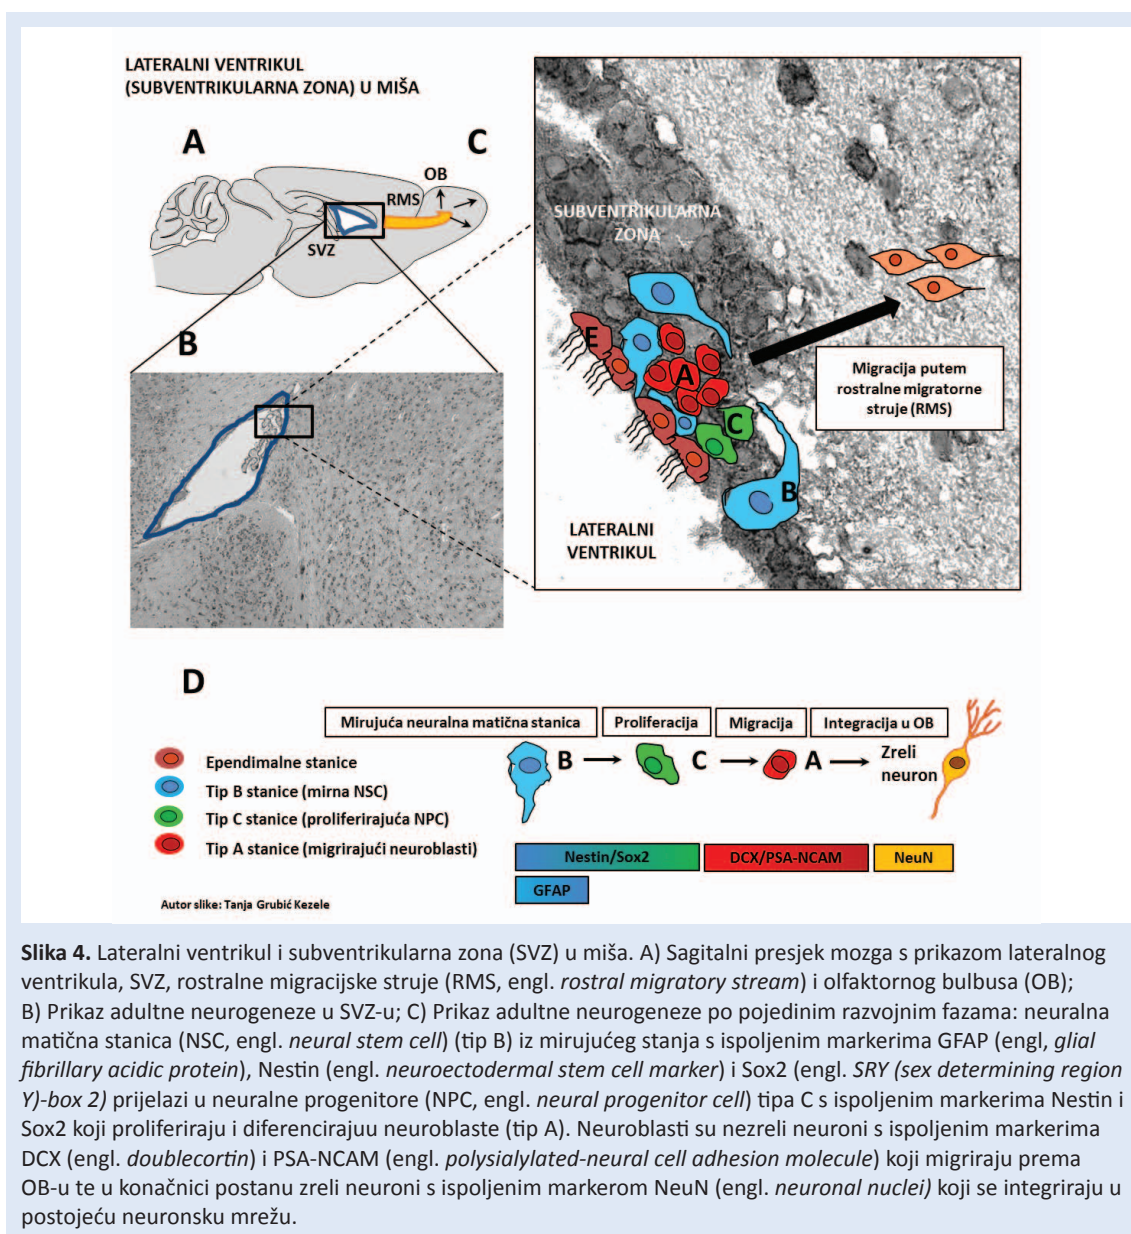 LATERALNI VENTRIKUL
(SUBVENTRIKULARNA ZONA) U MIŠA
A
C
OB
RMS
SVZ
B
SUBVENTRIKULARNA
ZONA
E
A
C
B
Migracija putem
rostralne migratorne
struje (RMS)
LATERALNI
VENTRIKUL
D
Mirujuća neuralna matična stanica
Proliferacija
Migracija
Integracija u OB
B
C
A
Zreli
neuron
Ependimalne stanice
Tip B stanice (mirna NSC)
Tip C stanice (proliferirajuća NPC)
Tip A stanice (migrirajući neuroblasti)
Nestin/Sox2
DCX/PSA-NCAM
NeuN
GFAP
Autor slike: Tanja Grubić Kezele
Slika 4. Lateralni ventrikul i subventrikularna zona (SVZ) u miša. A) Sagitalni presjek mozga s prikazom lateralnog
ventrikula, SVZ, rostralne migracijske struje (RMS, engl. rostral migratory stream) i olfaktornog bulbusa (OB);
B) Prikaz adultne neurogeneze u SVZ-u; C) Prikaz adultne neurogeneze po pojedinim razvojnim fazama: neuralna
matična stanica (NSC, engl. neural stem cell) (tip B) iz mirujućeg stanja s ispoljenim markerima GFAP (engl, glial
fibrillary acidic protein), Nestin (engl. neuroectodermal stem cell marker) i Sox2 (engl. SRY (sex determining region
Y)-box 2) prijelazi u neuralne progenitore (NPC, engl. neural progenitor cell) tipa C s ispoljenim markerima Nestin i
Sox2 koji proliferiraju i diferencirajuu neuroblaste (tip A). Neuroblasti su nezreli neuroni s ispoljenim markerima
DCX (engl. doublecortin) i PSA-NCAM (engl. polysialylated-neural cell adhesion molecule) koji migriraju prema
OB-u te u konačnici postanu zreli neuroni s ispoljenim markerom NeuN (engl. neuronal nuclei) koji se integriraju u
postojeću neuronsku mrežu.